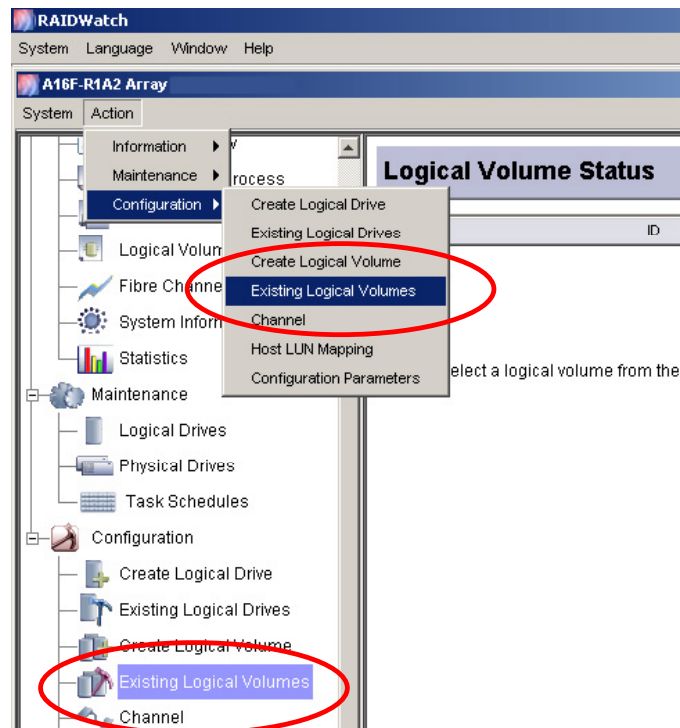 RAIDWatch
System Language Window Help
A16F-R1A2 Array
System Action
Information
Maintenance
Configuration
Create Logical Drive
Existing Logical Drives
Create Logical Volume
Existing Logical Volumes
Channel
Host LUN Mapping
Configuration Parameters
Logical Volume Status
ID
elect a logical volume from the
rocess
Logical Volum
Fibre Channe
System Inform
Statistics
Maintenance
Logical Drives
Physical Drives
Task Schedules
Configuration
Create Logical Drive
Existing Logical Drives
Create Logical Volume
Existing Logical Volumes
Channel